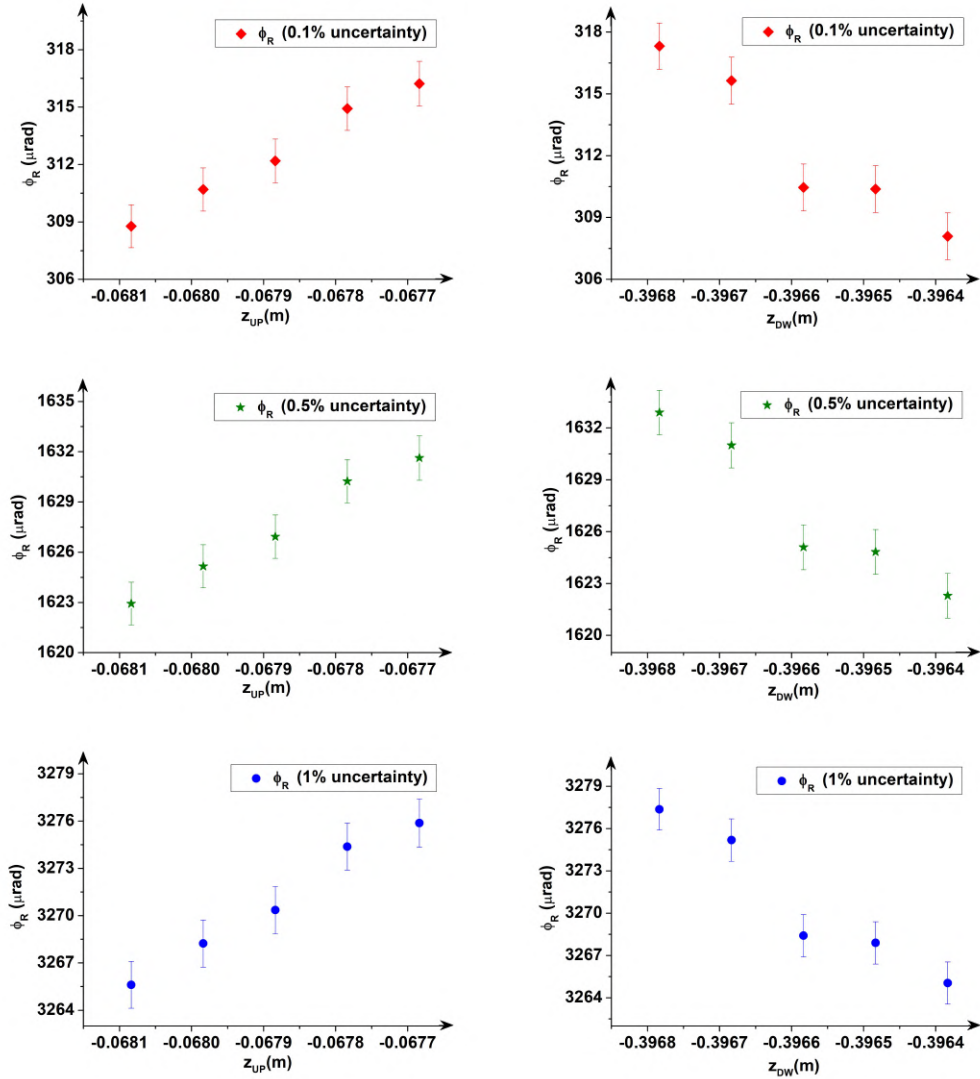 ϕR (0.1% uncertainty)
318
315
312
309
306
ϕR (μrad)
-0.0681 -0.0680 -0.0679 -0.0678 -0.0677
zUP(m)
ϕR (0.1% uncertainty)
318
315
312
309
306
ϕR (μrad)
-0.3968 -0.3967 -0.3966 -0.3965 -0.3964
zDW(m)
ϕR (0.5% uncertainty)
1635
1632
1629
1626
1623
1620
ϕR (μrad)
-0.0681 -0.0680 -0.0679 -0.0678 -0.0677
zUP(m)
ϕR (0.5% uncertainty)
1632
1629
1626
1623
1620
ϕR (μrad)
-0.3968 -0.3967 -0.3966 -0.3965 -0.3964
zDW(m)
ϕR (1% uncertainty)
3279
3276
3273
3270
3267
3264
ϕR (μrad)
-0.0681 -0.0680 -0.0679 -0.0678 -0.0677
zUP(m)
ϕR (1% uncertainty)
3279
3276
3273
3270
3267
3264
ϕR (μrad)
-0.3968 -0.3967 -0.3966 -0.3965 -0.3964
zDW(m)